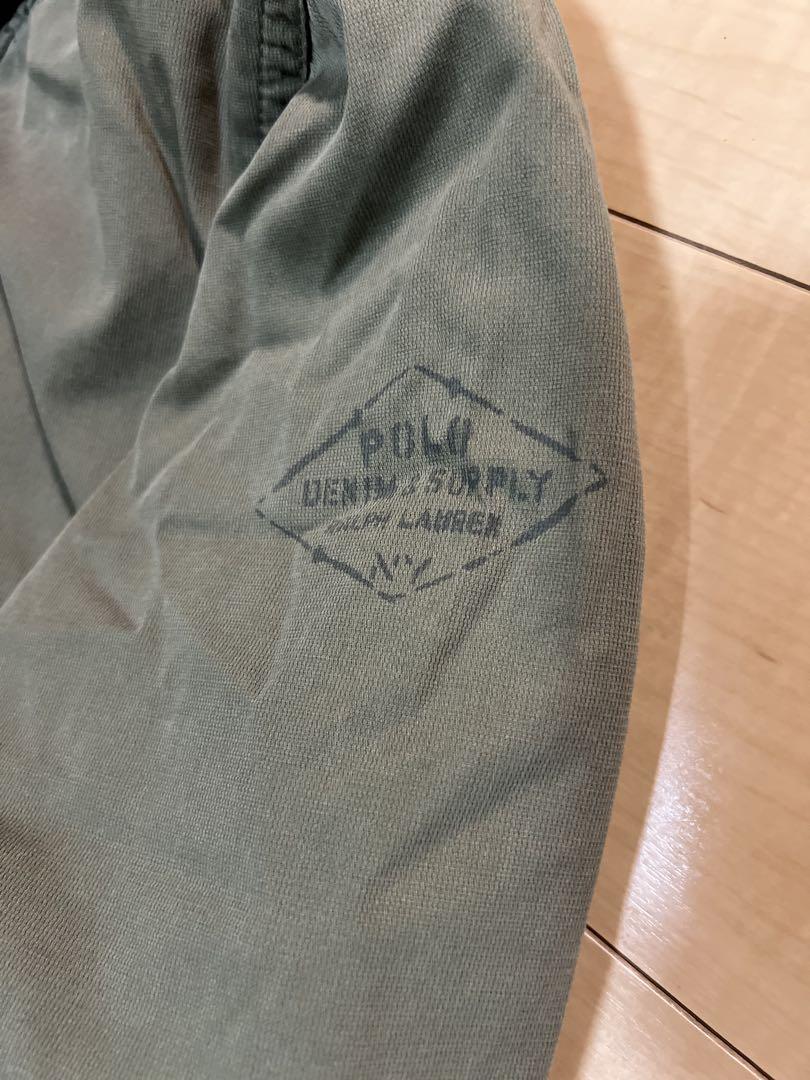 POLO
DENIM & SUPPLY
RALPH LAUREN
NY